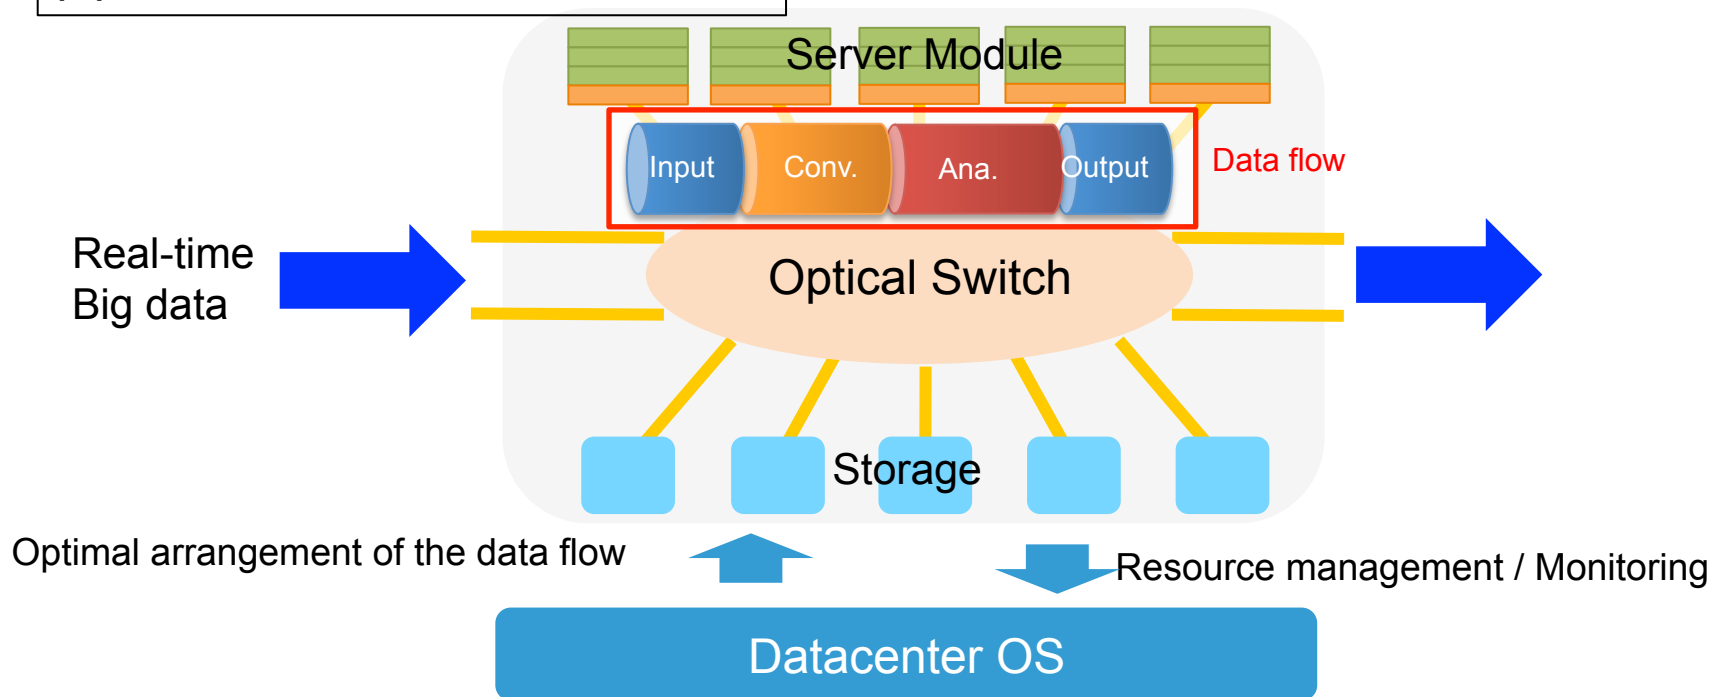 Server Module
Input
Conv.
Ana.
Output
Data flow
Real-time
Big data
Optical Switch
Storage
Optimal arrangement of the data flow
Resource management / Monitoring
Datacenter OS